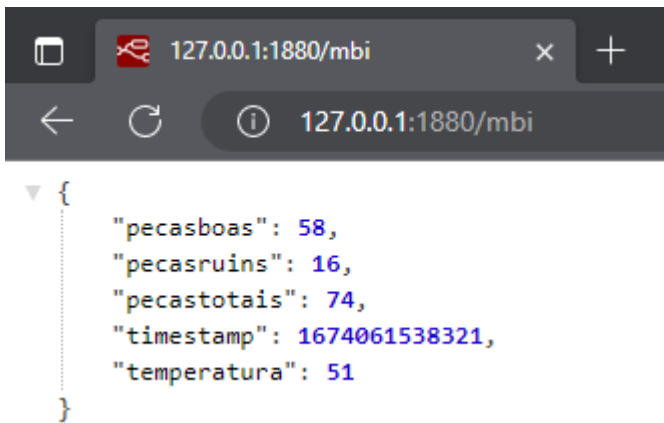 127.0.0.1:1880/mbi
127.0.0.1:1880/mbi
{
"pecasboas": 58,
"pecasruins": 16,
"pecastotais": 74,
"timestamp": 1674061538321,
"temperatura": 51
}